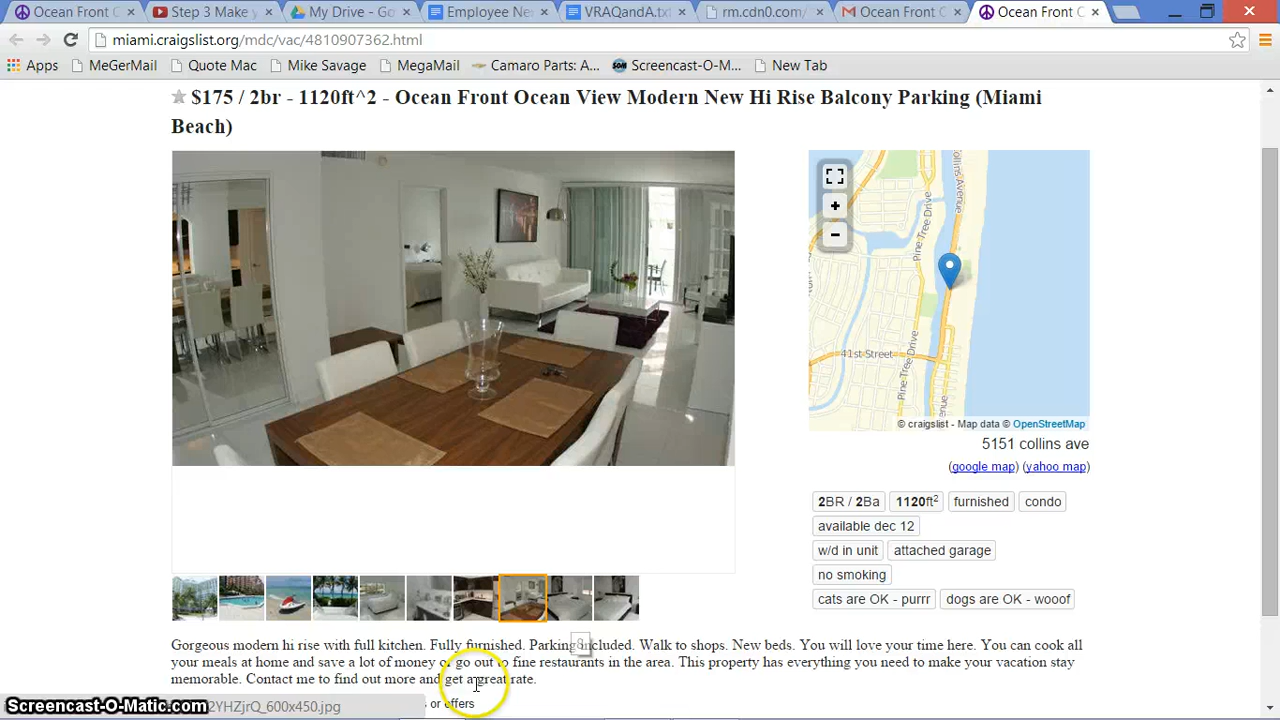 Ocean Front C
Step 3 Make y
My Drive - Go
Employee Ne
VRAQandA.tx
rm.cdn0.com/
Ocean Front C
Ocean Front C
miami.craigslist.org/mdc/vac/4810907362.html
Apps
MeGerMail
Quote Mac
Mike Savage
MegaMail
Camaro Parts: A...
SOM
Screencast-O-M...
New Tab
$175 / 2br - 1120ft^2 - Ocean Front Ocean View Modern New Hi Rise Balcony Parking (Miami
Beach)
Collins Avenue
Pine Tree Drive
41st Street
Pine Tree Drive
© craigslist - Map data © OpenStreetMap
5151 collins ave
(google map) (yahoo map)
2BR / 2Ba 1120ft² furnished condo
available dec 12
w/d in unit attached garage
no smoking
cats are OK - purrr dogs are OK - wooof
8
Gorgeous modern hi rise with full kitchen. Fully furnished. Parking included. Walk to shops. New beds. You will love your time here. You can cook all
your meals at home and save a lot of money or go out to fine restaurants in the area. This property has everything you need to make your vacation stay
memorable. Contact me to find out more and get a great rate.
or offers
Screencast-O-Matic.com
2YHZjrQ_600x450.jpg